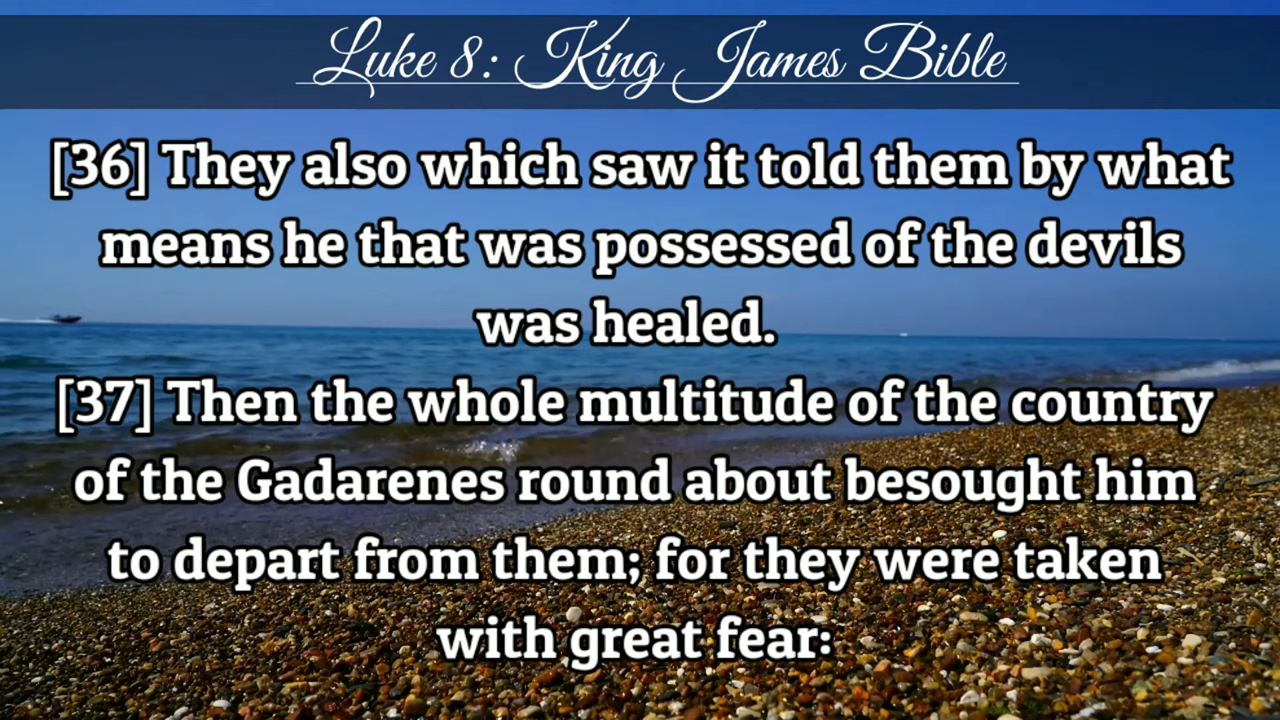 Luke 8: King James Bible
[36] They also which saw it told them by what
means he that was possessed of the devils
was healed.
[37] Then the whole multitude of the country
of the Gadarenes round about besought him
to depart from them; for they were taken
with great fear: